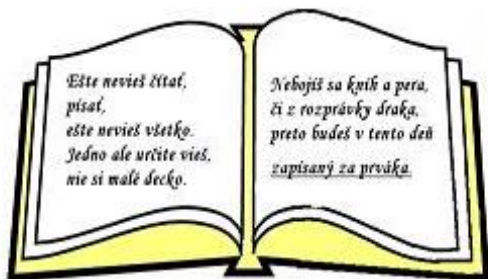 Ešte nevieš čítať,
písať,
ešte nevieš všetko.
Jedno ale určite vieš,
nie si malé decko.
Nebojíš sa kníh a pera,
či z rozprávky draka,
preto budeš v tento deň
zapísaný za prváka.